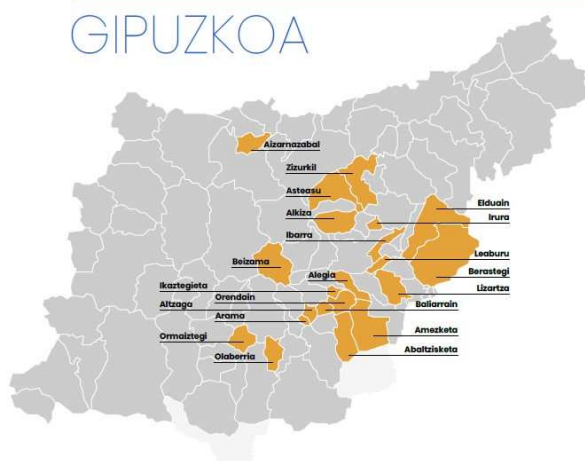 GIPUZKOA
Aizarnazabal
Zizurkil
Asteasu
Elduain
Alkiza
Irura
Ibarra
Leaburu
Beizama
Berastegi
Alegia
Ikaztegieta
Lizartza
Orendain
Altzaga
Baliarrain
Arama
Amezketa
Ormaiztegi
Abaltzisketa
Olaberria